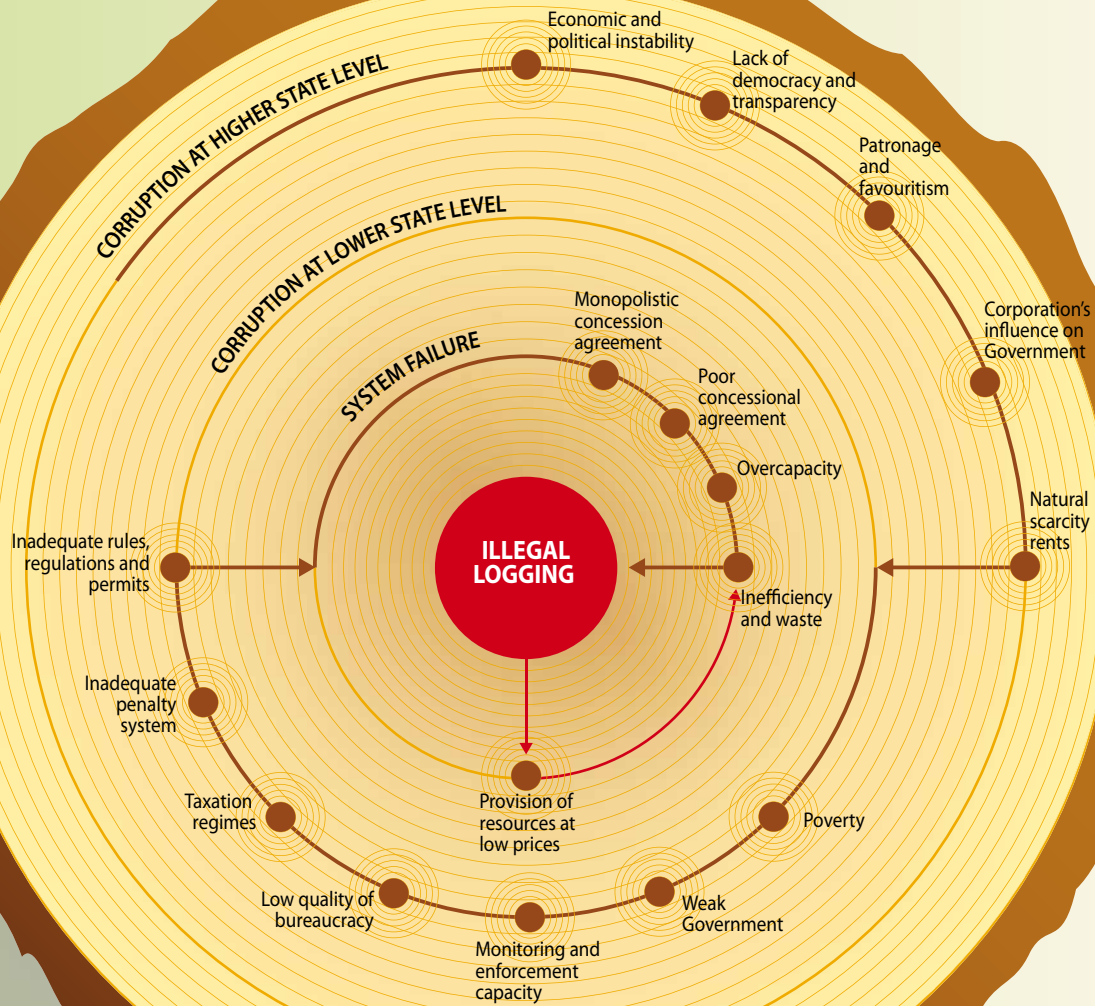 Economic and
political instability
Lack of
democracy and
transparency
Patronage
and
favouritism
Corporation's
influence on
Government
Natural
scarcity
rents
CORRUPTION AT HIGHER STATE LEVEL
CORRUPTION AT LOWER STATE LEVEL
SYSTEM FAILURE
Monopolistic
concession
agreement
Poor
concessional
agreement
Overcapacity
Inefficiency
and waste
ILLEGAL
LOGGING
Provision of
resources at
low prices
Inadequate rules,
regulations and
permits
Inadequate
penalty
system
Taxation
regimes
Low quality of
bureaucracy
Monitoring and
enforcement
capacity
Weak
Government
Poverty